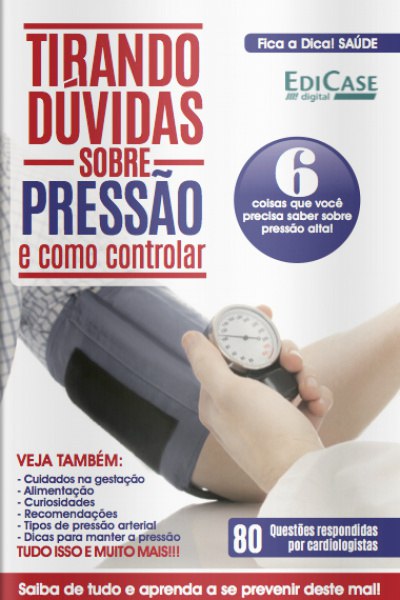 Fica a Dica! SAÚDE
EDICASE
digital
TIRANDO
DÚVIDAS
SOBRE
PRESSÃO
e como controlar
6
coisas que você
precisa saber sobre
pressão alta!
VEJA TAMBÉM:
- Cuidados na gestação
- Alimentação
- Curiosidades
- Recomendações
- Tipos de pressão arterial
- Dicas para manter a pressão
TUDO ISSO E MUITO MAIS!!!
80 Questões respondidas
por cardiologistas
Saiba de tudo e aprenda a se prevenir deste mal!